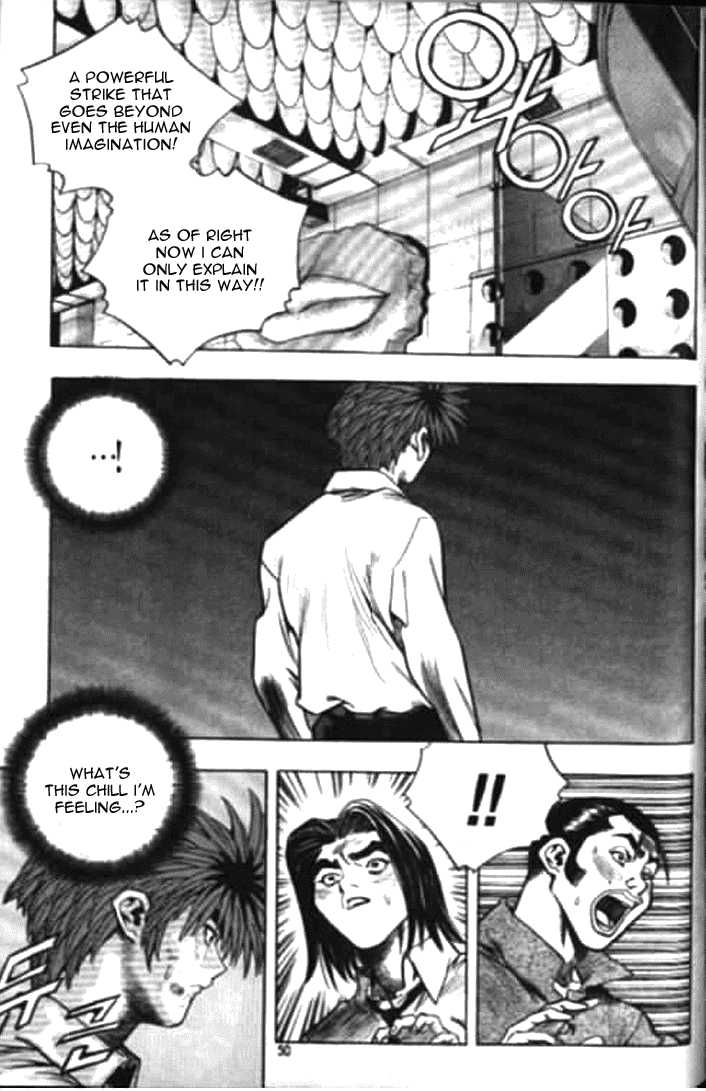 A POWERFUL
STRIKE THAT
GOES BEYOND
EVEN THE HUMAN
IMAGINATION!
AS OF RIGHT
NOW I CAN
ONLY EXPLAIN
IT IN THIS WAY!!
와아아
...!
WHAT'S
THIS CHILL I'M
FEELING...?
!!
50